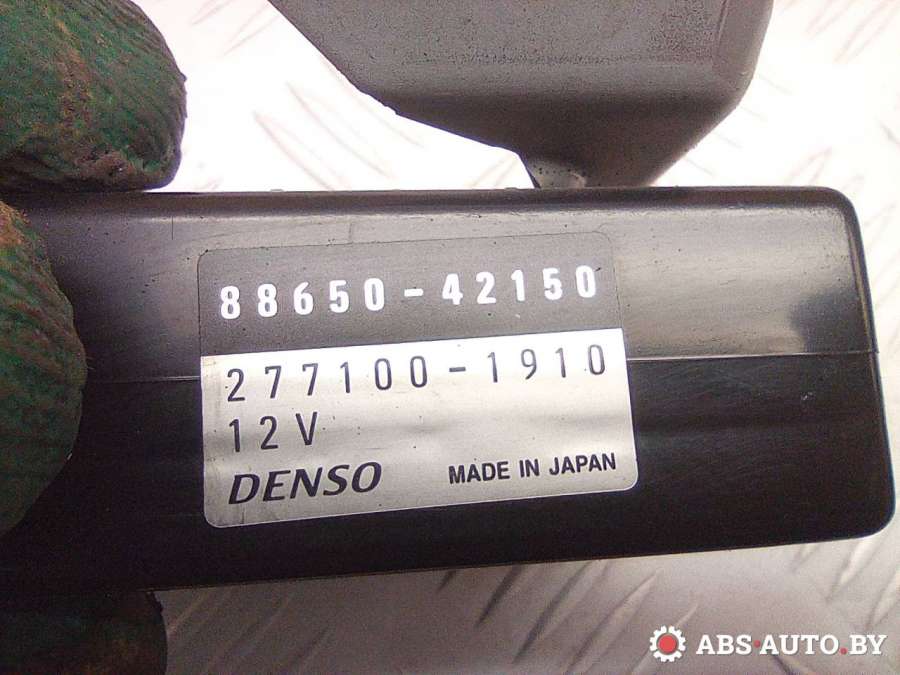 88650-42150
277100-1910
12V
DENSO MADE IN JAPAN
ABS-AUTO.BY